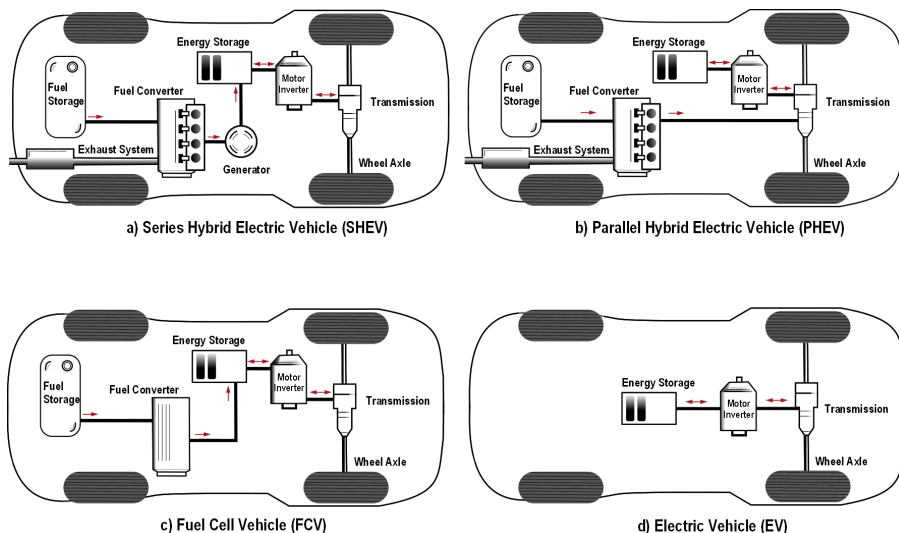 Energy Storage
Fuel
Storage
Fuel Converter
Motor
Inverter
Transmission
Exhaust System
Generator
Wheel Axle
a) Series Hybrid Electric Vehicle (SHEV)
Energy Storage
Fuel
Storage
Fuel Converter
Motor
Inverter
Transmission
Exhaust System
Wheel Axle
b) Parallel Hybrid Electric Vehicle (PHEV)
Energy Storage
Fuel
Storage
Fuel Converter
Motor
Inverter
Transmission
Wheel Axle
c) Fuel Cell Vehicle (FCV)
Energy Storage
Motor
Inverter
Transmission
Wheel Axle
d) Electric Vehicle (EV)